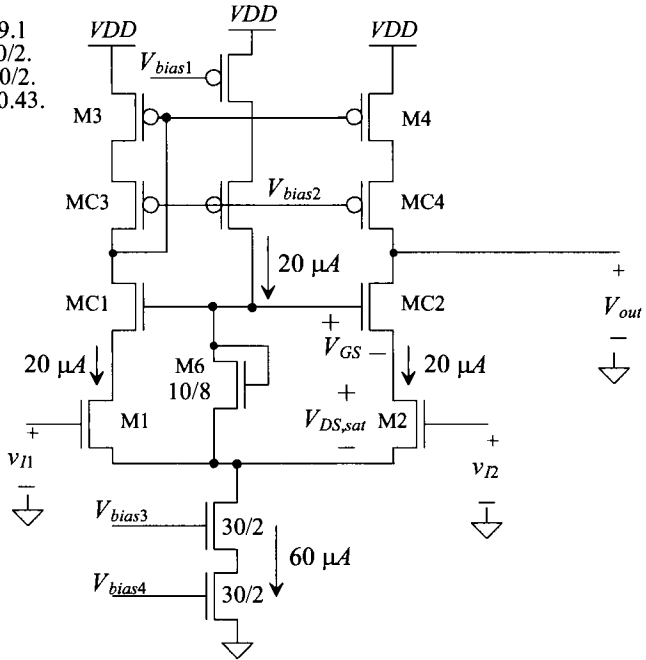 9.1
0/2.
0/2.
0.43.
VDD
VDD
VDD
Vbias1
M3
M4
MC3
Vbias2
MC4
20 μA
MC1
MC2
+
VGS −
+
Vout
−
20 μA
M6
10/8
20 μA
+
VDS,sat
−
M1
M2
+
vI1
−
+
vI2
−
Vbias3
30/2
60 μA
Vbias4
30/2